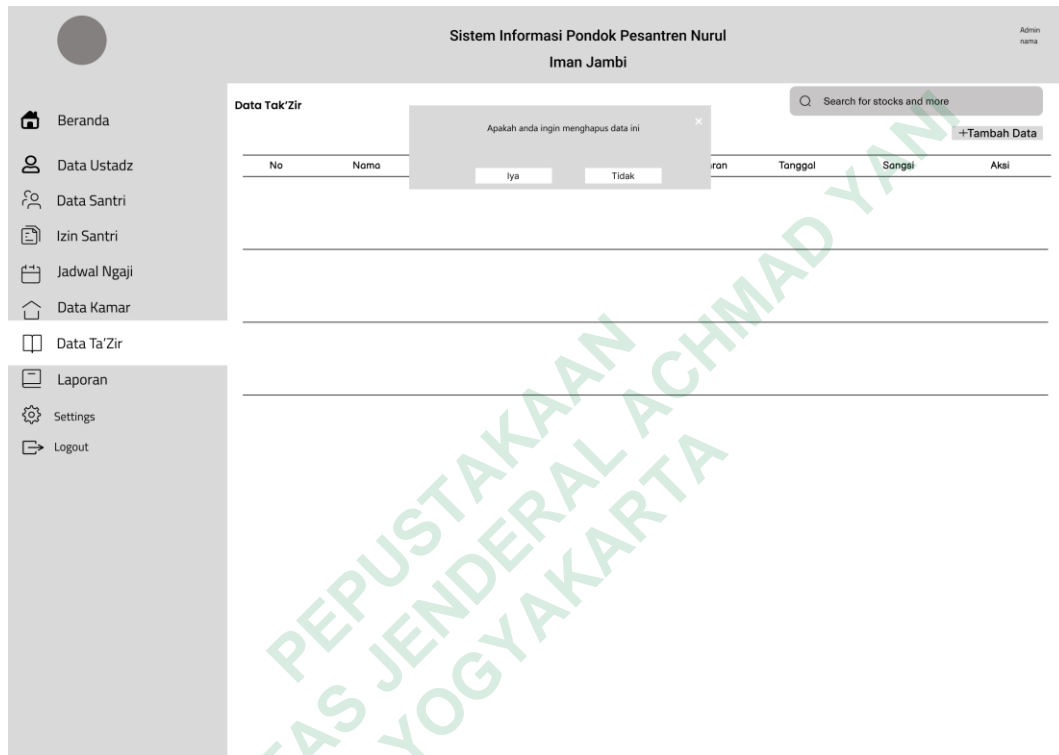 Sistem Informasi Pondok Pesantren Nurul
Iman Jambi
Admin
nama
Beranda
Data Ustadz
Data Santri
Izin Santri
Jadwal Ngaji
Data Kamar
Data Ta'Zir
Laporan
Settings
Logout
Data Tak'Zir
Search for stocks and more
+Tambah Data
Apakah anda ingin menghapus data ini
×
Iya
Tidak
No Nama ran Tanggal Sangsi Aksi
PEPUSTAKAAN
TAS JENDERAL ACHMAD YANI
YOGYAKARTA